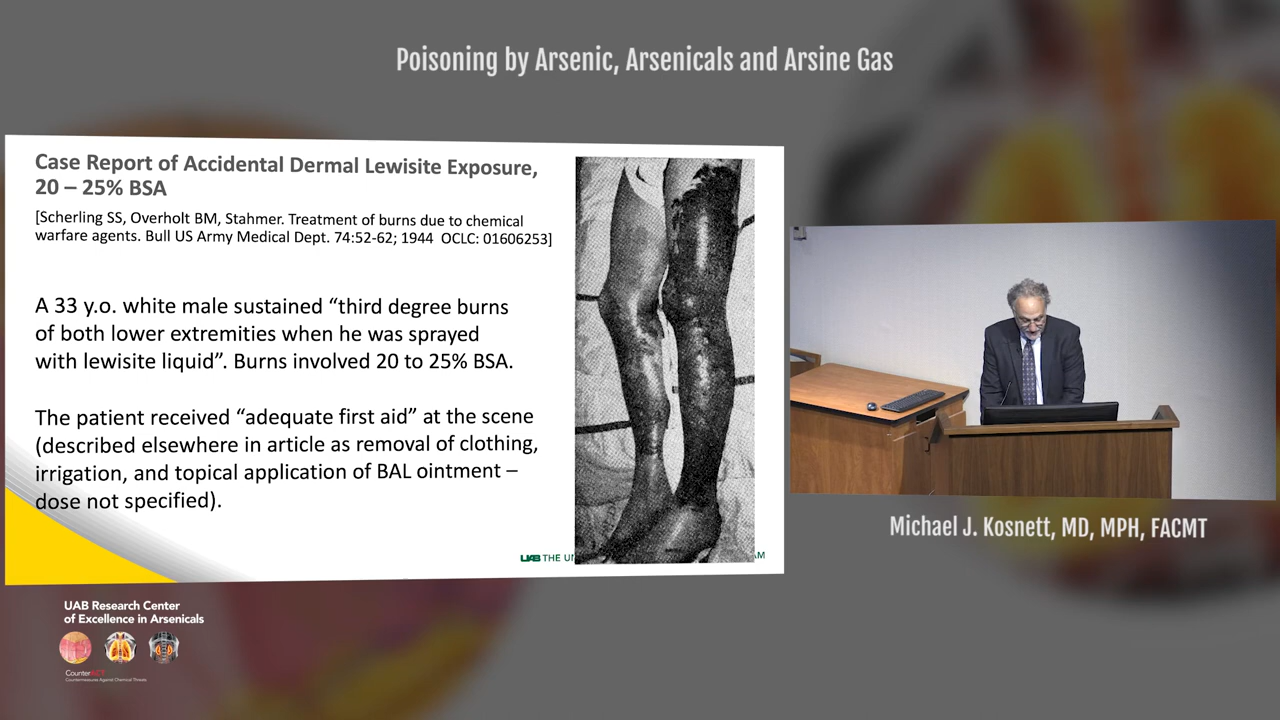 Poisoning by Arsenic, Arsenicals and Arsine Gas
Case Report of Accidental Dermal Lewisite Exposure,
20 – 25% BSA
[Scherling SS, Overholt BM, Stahmer. Treatment of burns due to chemical
warfare agents. Bull US Army Medical Dept. 74:52-62; 1944 OCLC: 01606253]
A 33 y.o. white male sustained “third degree burns
of both lower extremities when he was sprayed
with lewisite liquid”. Burns involved 20 to 25% BSA.
The patient received “adequate first aid” at the scene
(described elsewhere in article as removal of clothing,
irrigation, and topical application of BAL ointment –
dose not specified).
UAB THE UN
AM
Michael J. Kosnett, MD, MPH, FACMT
UAB Research Center
of Excellence in Arsenicals
CounterACT
Countermeasures Against Chemical Threats